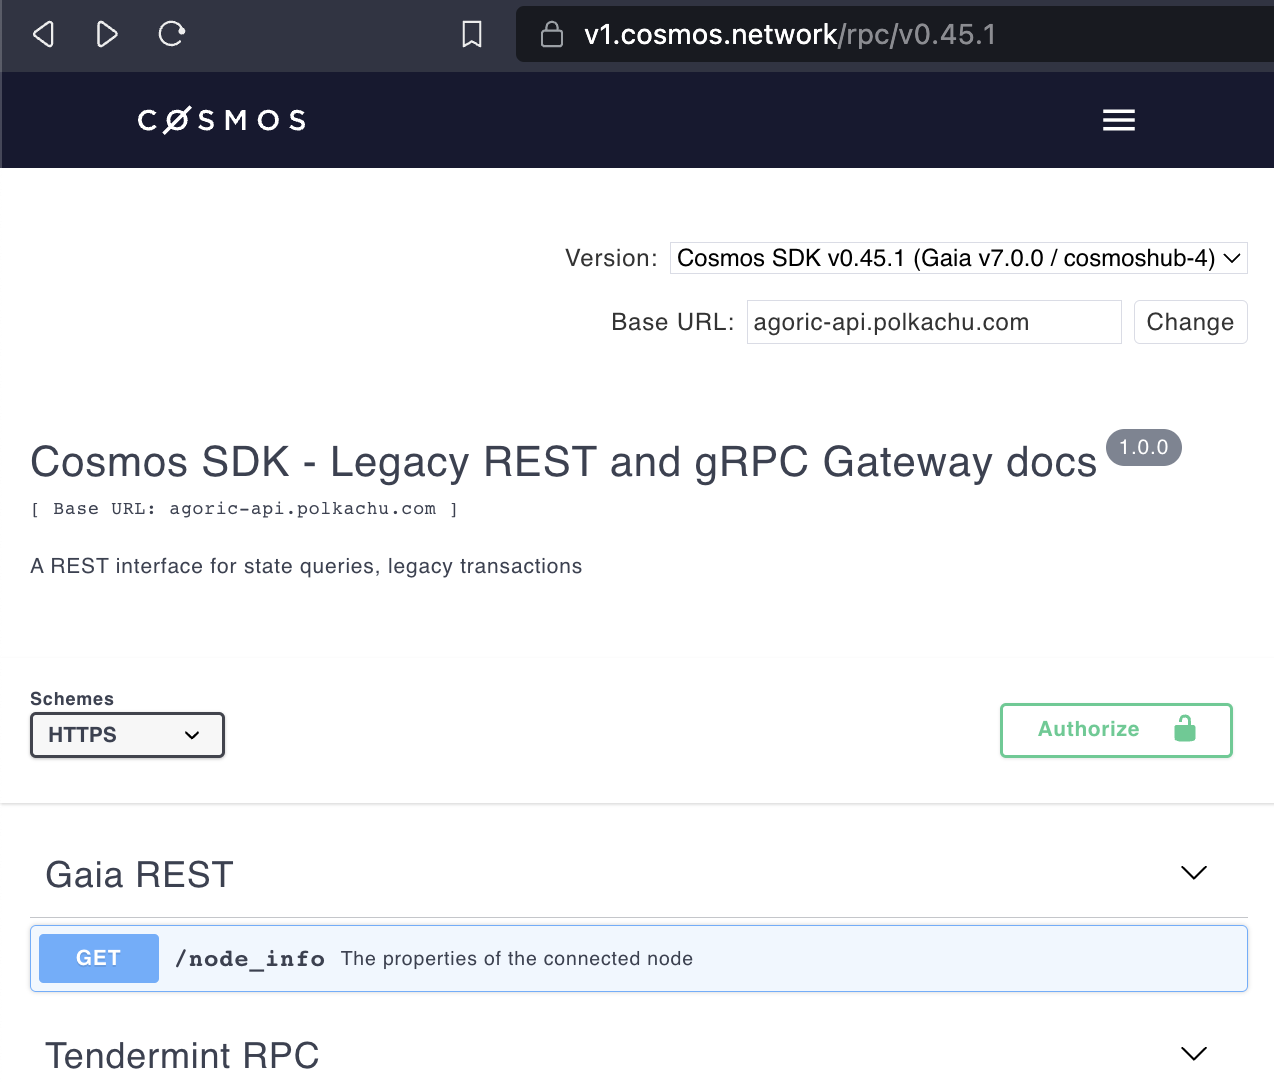 v1.cosmos.network/rpc/v0.45.1
CØSMOS
Version: Cosmos SDK v0.45.1 (Gaia v7.0.0 / cosmoshub-4)
Base URL: agoric-api.polkachu.com Change
Cosmos SDK - Legacy REST and gRPC Gateway docs 1.0.0
[ Base URL: agoric-api.polkachu.com ]
A REST interface for state queries, legacy transactions
Schemes
HTTPS
Authorize
Gaia REST
GET /node_info The properties of the connected node
Tendermint RPC